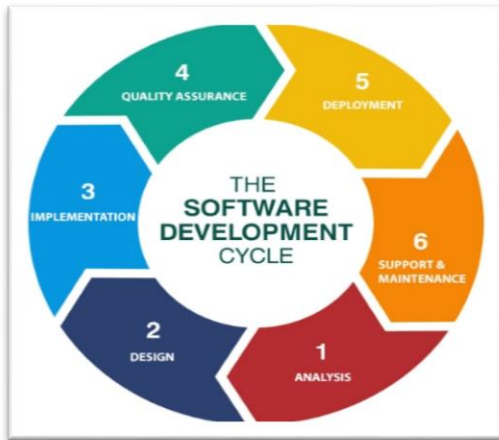 THE
SOFTWARE
DEVELOPMENT
CYCLE
1
ANALYSIS
2
DESIGN
3
IMPLEMENTATION
4
QUALITY ASSURANCE
5
DEPLOYMENT
6
SUPPORT &
MAINTENANCE